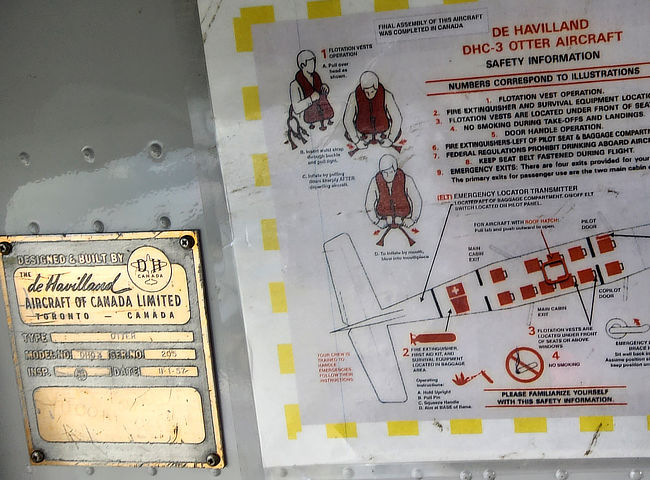 FINAL ASSEMBLY OF THIS AIRCRAFT
WAS COMPLETED IN CANADA
DE HAVILLAND
DHC-3 OTTER AIRCRAFT
SAFETY INFORMATION
NUMBERS CORRESPOND TO ILLUSTRATIONS
1. FLOTATION VEST OPERATION.
2. FIRE EXTINGUISHER AND SURVIVAL EQUIPMENT
3. FLOTATION VESTS ARE LOCATED UNDER FRONT OF
4. NO SMOKING DURING TAKE-OFFS AND LANDINGS.
5. DOOR HANDLE OPERATION.
6. FIRE EXTINGUISHERS-LEFT OF PILOT SEAT & BAGGAGE
7. FEDERAL REGULATIONS PROHIBIT DRINKING ABOARD
8. KEEP SEAT BELT FASTENED DURING FLIGHT.
9. EMERGENCY EXITS: There are four exits provided for your
The primary exits for passenger use are the two main cabin
1 FLOTATION VESTS
OPERATION
A. Pull over
head as
shown.
B. Insert waist strap
through buckle
and pull tight.
C. Inflate by pulling
down sharply AFTER
departing aircraft.
D. To inflate by mouth,
blow into mouthpiece
(ELT) EMERGENCY LOCATOR TRANSMITTER
LOCATED AFT OF BAGGAGE COMPARTMENT. ON/OFF ELT
SWITCH LOCATED ON PILOT PANEL.
FOR AIRCRAFT WITH ROOF HATCH:
Pull tab and push outward to open.
PILOT
DOOR
MAIN
CABIN
EXIT
COPILOT
DOOR
MAIN CABIN
EXIT
2
FIRE EXTINGUISHER,
FIRST AID KIT, AND
SURVIVAL EQUIPMENT
LOCATED IN BAGGAGE
AREA
Operating
Instructions:
A. Hold Upright
B. Pull Pin
C. Squeeze Handle
D. Aim at BASE of flame.
3 FLOTATION VESTS ARE
LOCATED UNDER FRONT
OF SEATS OR ABOVE
WINDOWS
4
NO SMOKING
YOUR CREW IS
TRAINED TO
HANDLE
EMERGENCIES
FOLLOW THEIR
INSTRUCTIONS
PLEASE FAMILIARIZE YOURSELF
WITH THIS SAFETY INFORMATION.
DESIGNED & BUILT BY
THE
de Havilland
AIRCRAFT OF CANADA LIMITED
TORONTO — CANADA
D H
CANADA
TYPE OTTER
MODEL NO. DHC-3 SER. NO. 205
INSP. DATE 11-1-57